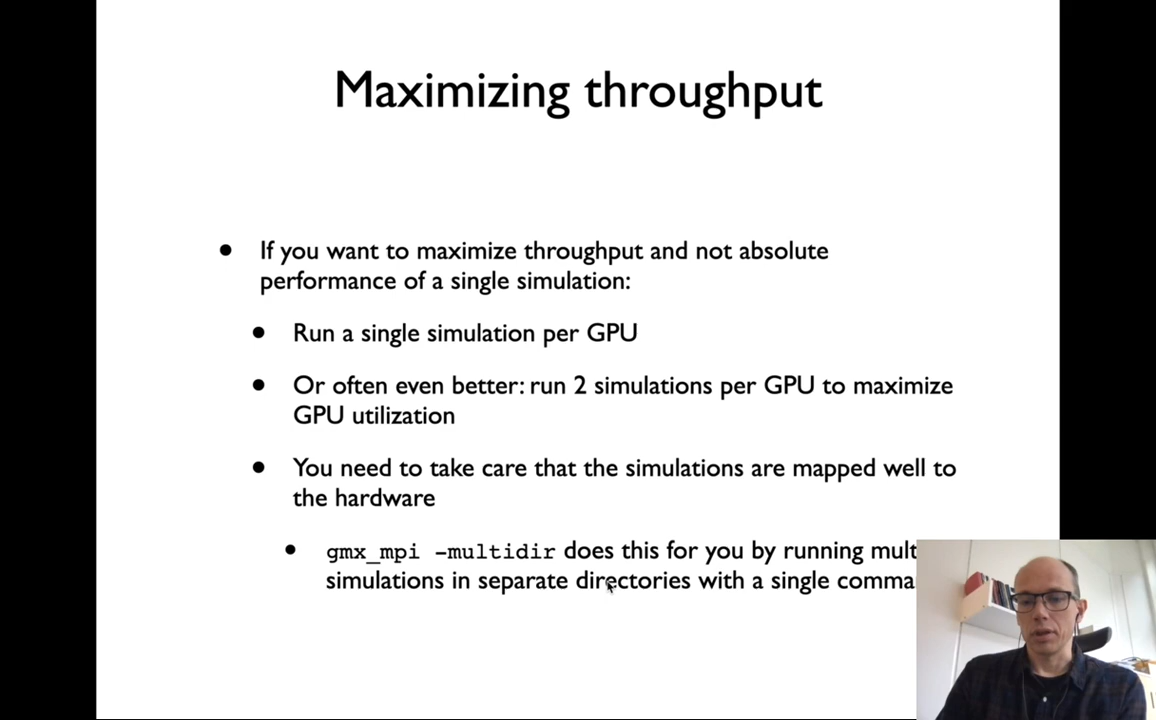 Maximizing throughput
• If you want to maximize throughput and not absolute
performance of a single simulation:
• Run a single simulation per GPU
• Or often even better: run 2 simulations per GPU to maximize
GPU utilization
• You need to take care that the simulations are mapped well to
the hardware
• gmx_mpi -multidir does this for you by running mult
simulations in separate directories with a single comma